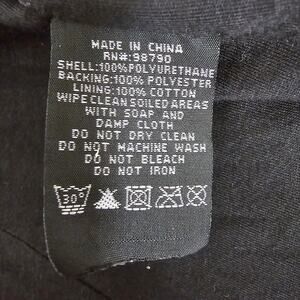 MADE IN CHINA
RN#:98790
SHELL:100%POLYURETHANE
BACKING:100% POLYESTER
LINING:100% COTTON
WIPE CLEAN SOILED AREAS
WITH SOAP AND
DAMP CLOTH
DO NOT DRY CLEAN
DO NOT MACHINE WASH
DO NOT BLEACH
DO NOT IRON
30°